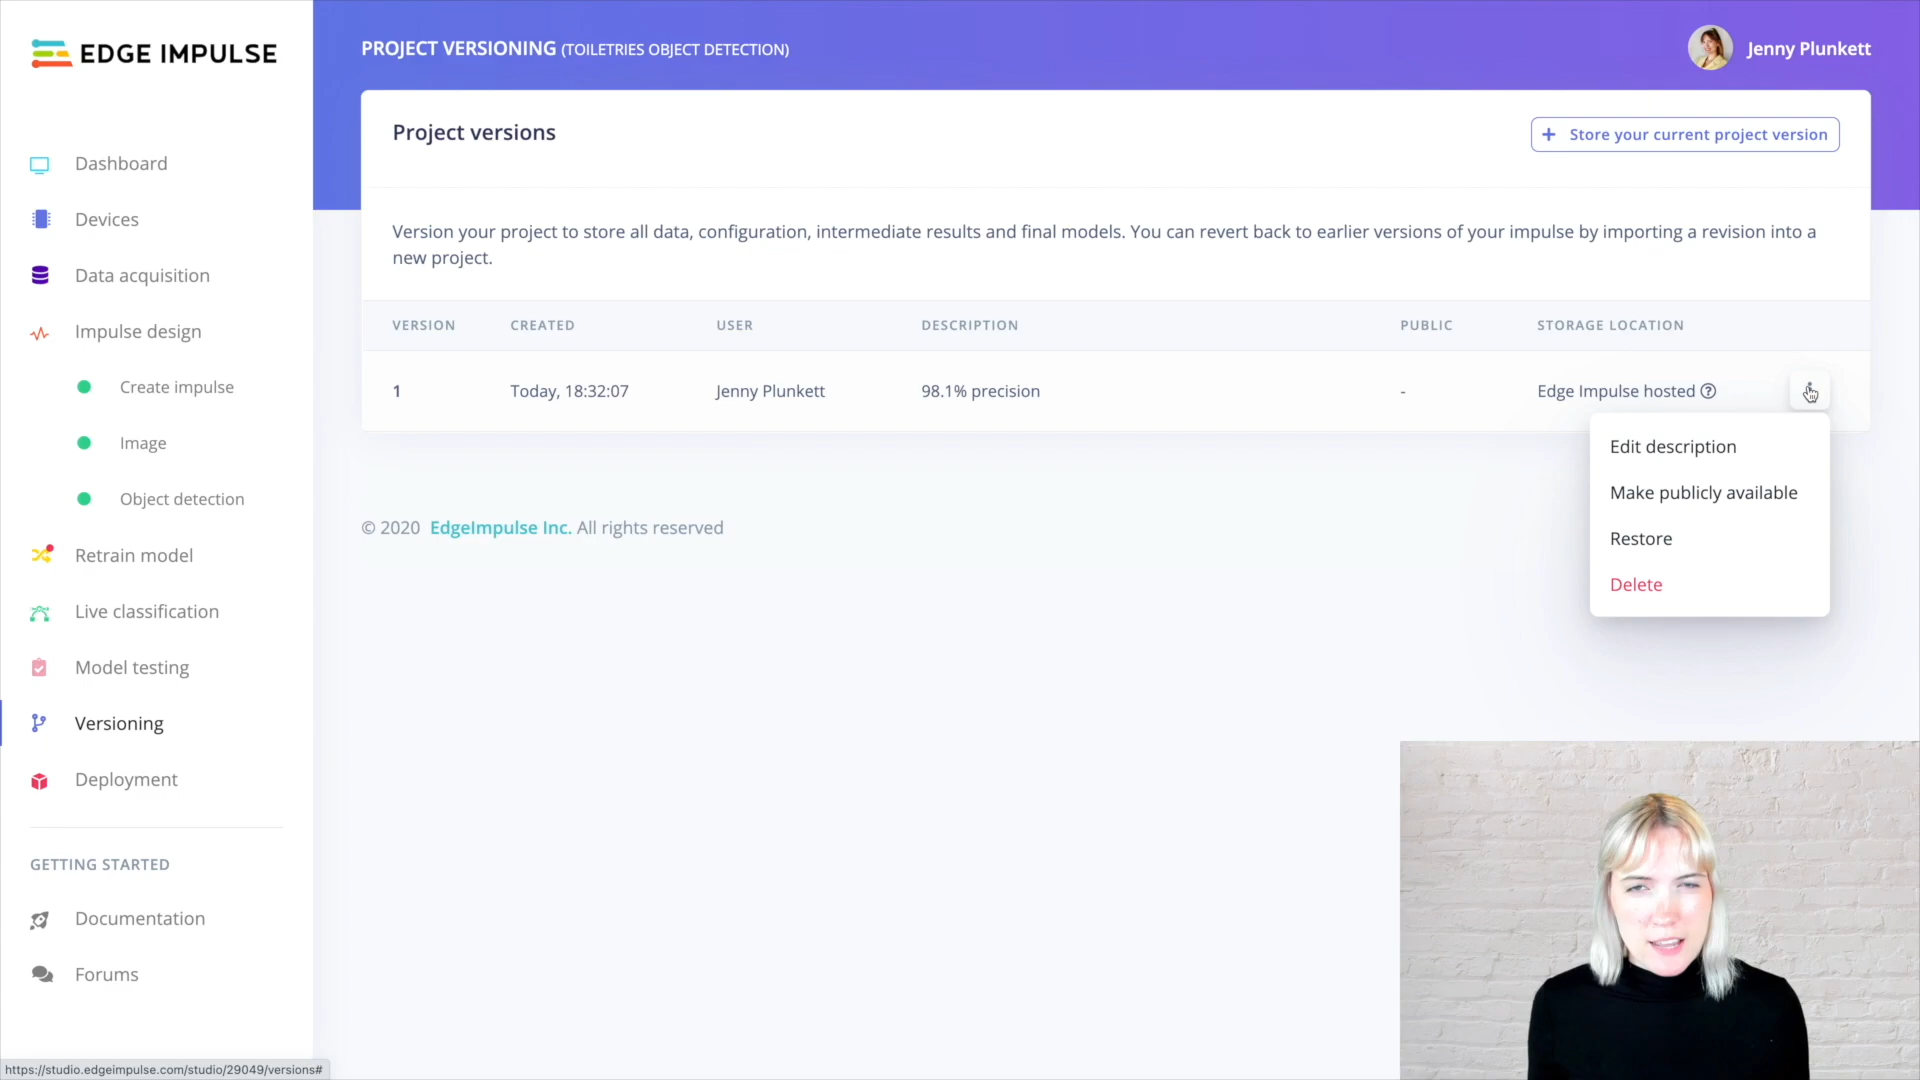 EDGE IMPULSE
PROJECT VERSIONING (TOILETRIES OBJECT DETECTION)
Jenny Plunkett
Project versions
+ Store your current project version
Dashboard
Devices
Data acquisition
Impulse design
Create impulse
Image
Object detection
Retrain model
Live classification
Model testing
Versioning
Deployment
GETTING STARTED
Documentation
Forums
Version your project to store all data, configuration, intermediate results and final models. You can revert back to earlier versions of your impulse by importing a revision into a
new project.
VERSION CREATED USER DESCRIPTION PUBLIC STORAGE LOCATION
1 Today, 18:32:07 Jenny Plunkett 98.1% precision - Edge Impulse hosted ?
Edit description
Make publicly available
Restore
Delete
© 2020 EdgeImpulse Inc. All rights reserved
https://studio.edgeimpulse.com/studio/29049/versions#